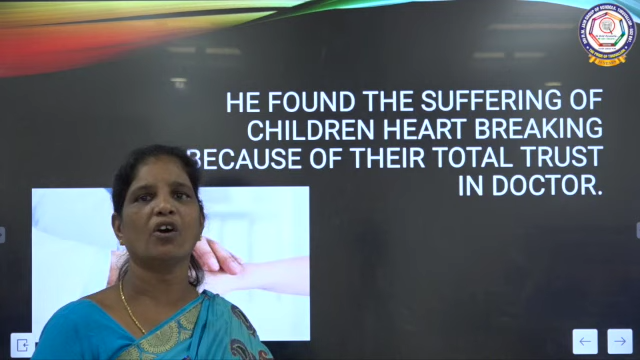 HE FOUND THE SUFFERING OF
CHILDREN HEART BREAKING
BECAUSE OF THEIR TOTAL TRUST
IN DOCTOR.